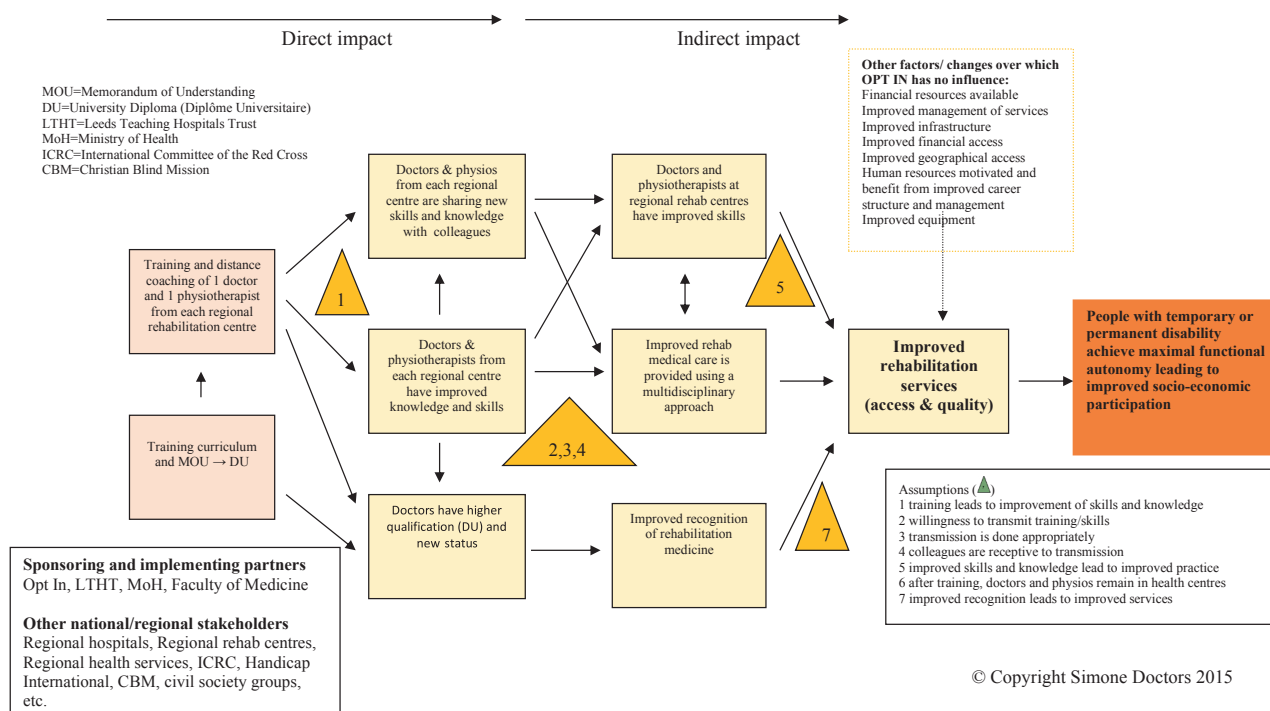 Direct impact
Indirect impact
MOU=Memorandum of Understanding
DU=University Diploma (Diplôme Universitaire)
LTHT=Leeds Teaching Hospitals Trust
MoH=Ministry of Health
ICRC=International Committee of the Red Cross
CBM=Christian Blind Mission
Other factors/ changes over which
OPT IN has no influence:
Financial resources available
Improved management of services
Improved infrastructure
Improved financial access
Improved geographical access
Human resources motivated and
benefit from improved career
structure and management
Improved equipment
Training and distance
coaching of 1 doctor
and 1 physiotherapist
from each regional
rehabilitation centre
Training curriculum
and MOU → DU
1
Doctors & physios
from each regional
centre are sharing new
skills and knowledge
with colleagues
Doctors &
physiotherapists from
each regional centre
have improved
knowledge and skills
Doctors have higher
qualification (DU) and
new status
2,3,4
Doctors and
physiotherapists at
regional rehab centres
have improved skills
Improved rehab
medical care is
provided using a
multidisciplinary
approach
Improved recognition
of rehabilitation
medicine
5
7
Improved
rehabilitation
services
(access & quality)
People with temporary or
permanent disability
achieve maximal functional
autonomy leading to
improved socio-economic
participation
Sponsoring and implementing partners
Opt In, LTHT, MoH, Faculty of Medicine
Other national/regional stakeholders
Regional hospitals, Regional rehab centres,
Regional health services, ICRC, Handicap
International, CBM, civil society groups,
etc.
Assumptions ( )
1 training leads to improvement of skills and knowledge
2 willingness to transmit training/skills
3 transmission is done appropriately
4 colleagues are receptive to transmission
5 improved skills and knowledge lead to improved practice
6 after training, doctors and physios remain in health centres
7 improved recognition leads to improved services
© Copyright Simone Doctors 2015